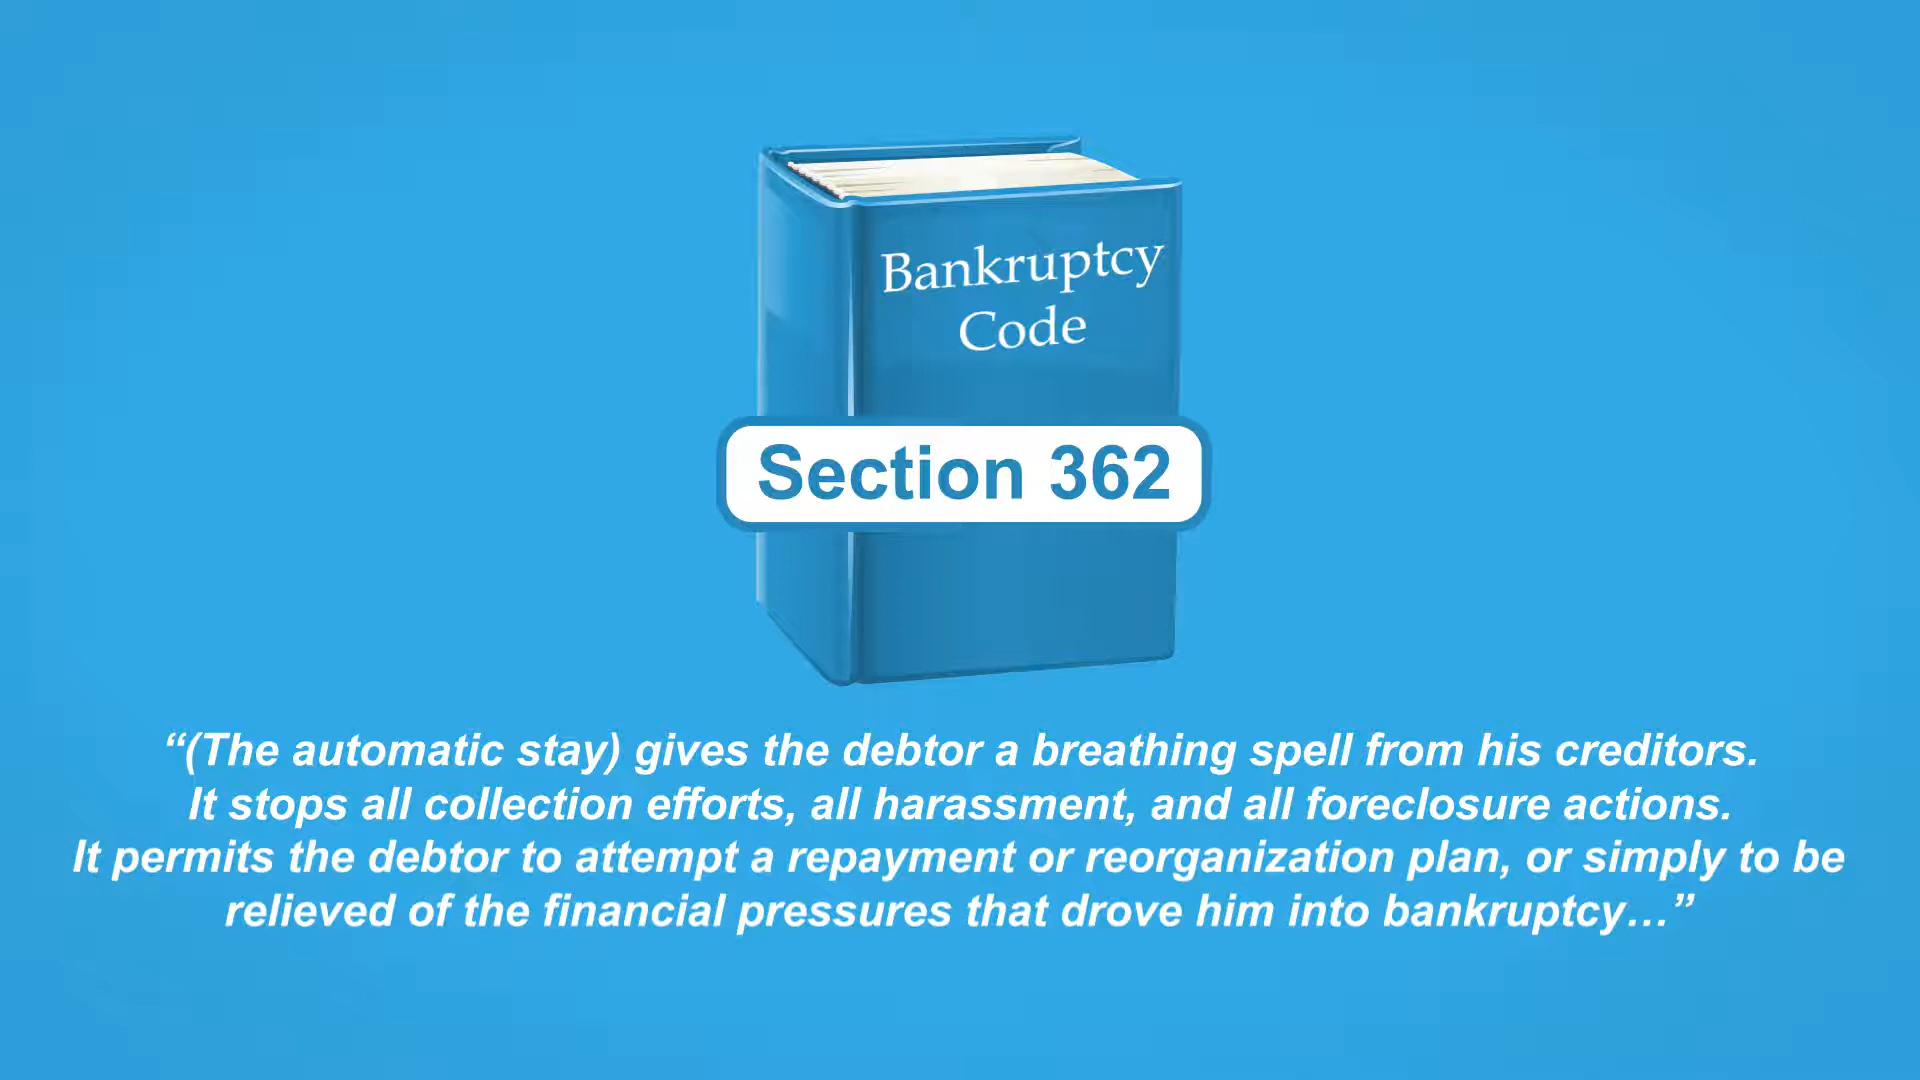 Bankruptcy
Code
Section 362
“(The automatic stay) gives the debtor a breathing spell from his creditors.
It stops all collection efforts, all harassment, and all foreclosure actions.
It permits the debtor to attempt a repayment or reorganization plan, or simply to be
relieved of the financial pressures that drove him into bankruptcy…”